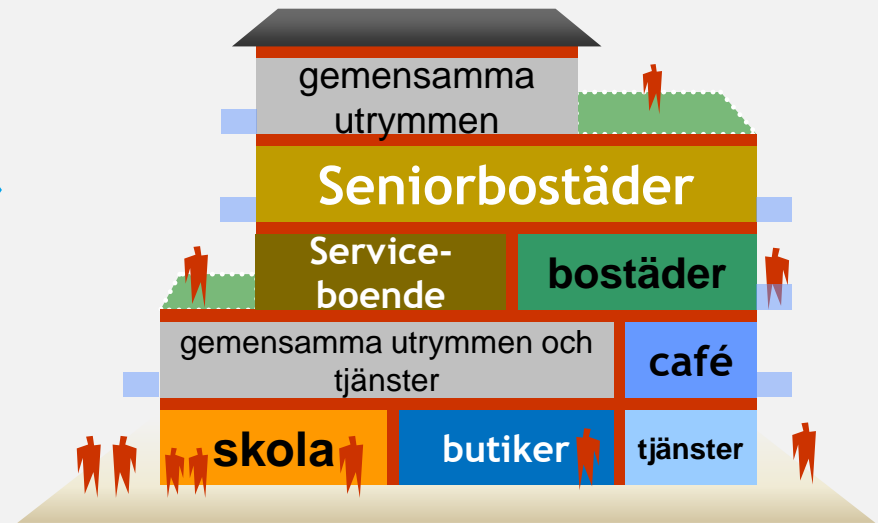 gemensamma
utrymmen
Seniorbostäder
Service-
boende
bostäder
gemensamma utrymmen och
tjänster
café
skola
butiker
tjänster